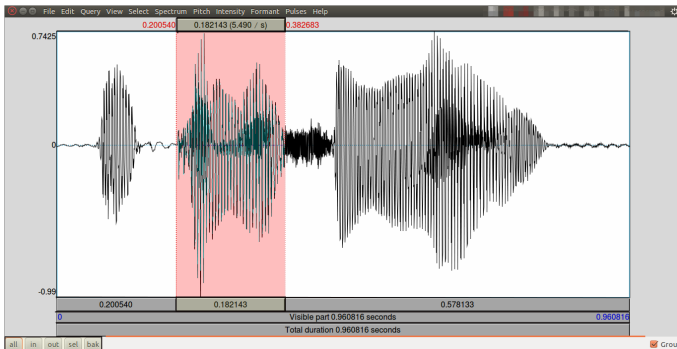 File Edit Query View Select Spectrum Pitch Intensity Formant Pulses Help
0.200540 0.182143 (5.490 / s) 0.382683
0.7425
0
-0.99
0.200540 0.182143 0.578133
0 Visible part 0.960816 seconds 0.960816
Total duration 0.960816 seconds
all in out sel bak Grou